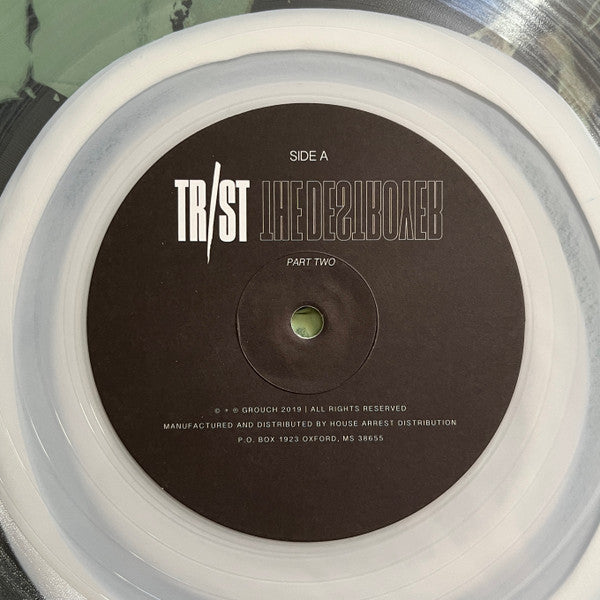 SIDE A
TR/ST THE DESTROYER
PART TWO
© + ℗ GROUCH 2019 | ALL RIGHTS RESERVED
MANUFACTURED AND DISTRIBUTED BY HOUSE ARREST DISTRIBUTION
P.O. BOX 1923 OXFORD, MS 38655